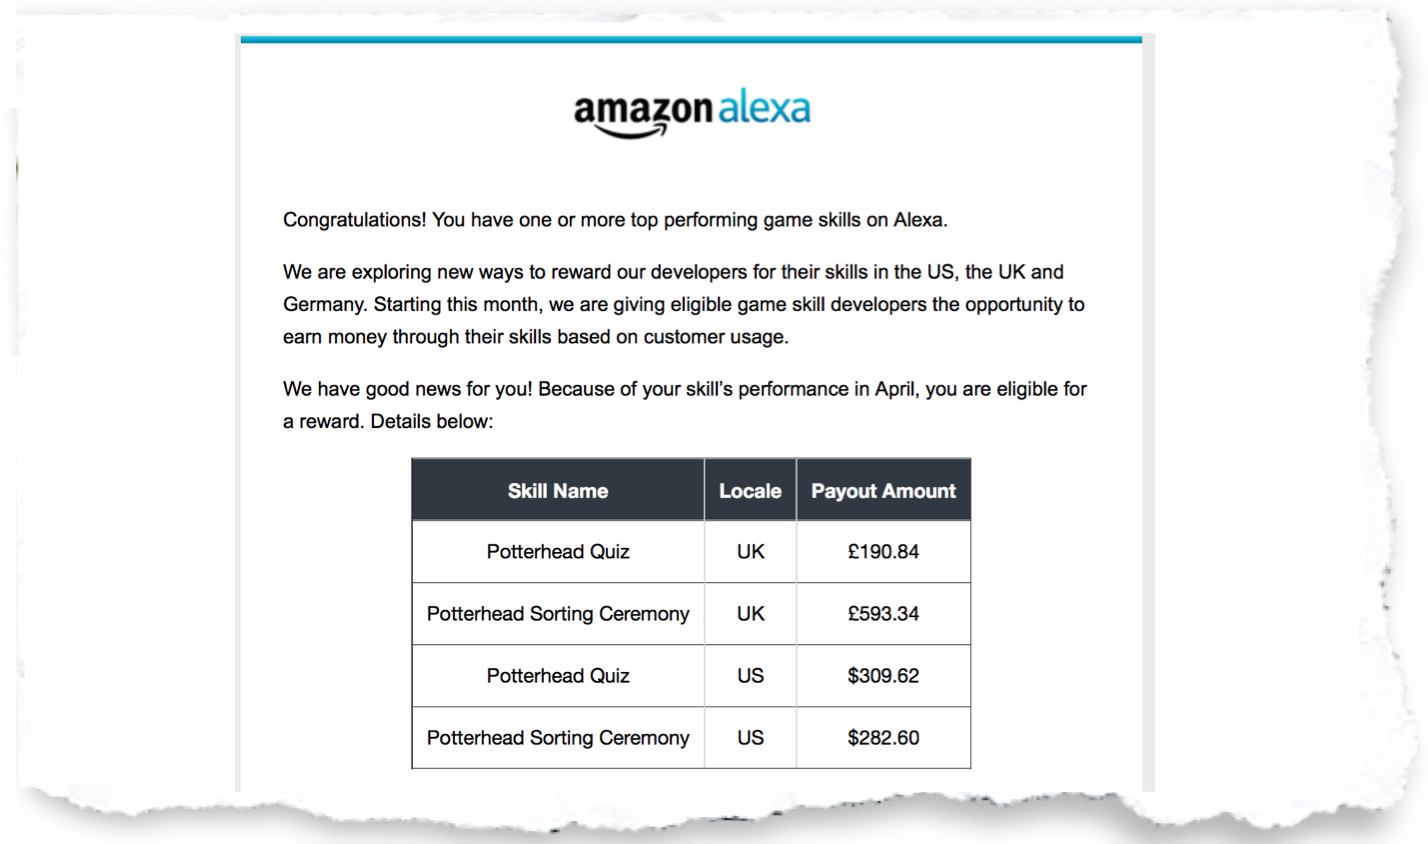 amazon alexa
Congratulations! You have one or more top performing game skills on Alexa.
We are exploring new ways to reward our developers for their skills in the US, the UK and
Germany. Starting this month, we are giving eligible game skill developers the opportunity to
earn money through their skills based on customer usage.
We have good news for you! Because of your skill’s performance in April, you are eligible for
a reward. Details below:
Skill Name Locale Payout Amount
Potterhead Quiz UK £190.84
Potterhead Sorting Ceremony UK £593.34
Potterhead Quiz US $309.62
Potterhead Sorting Ceremony US $282.60